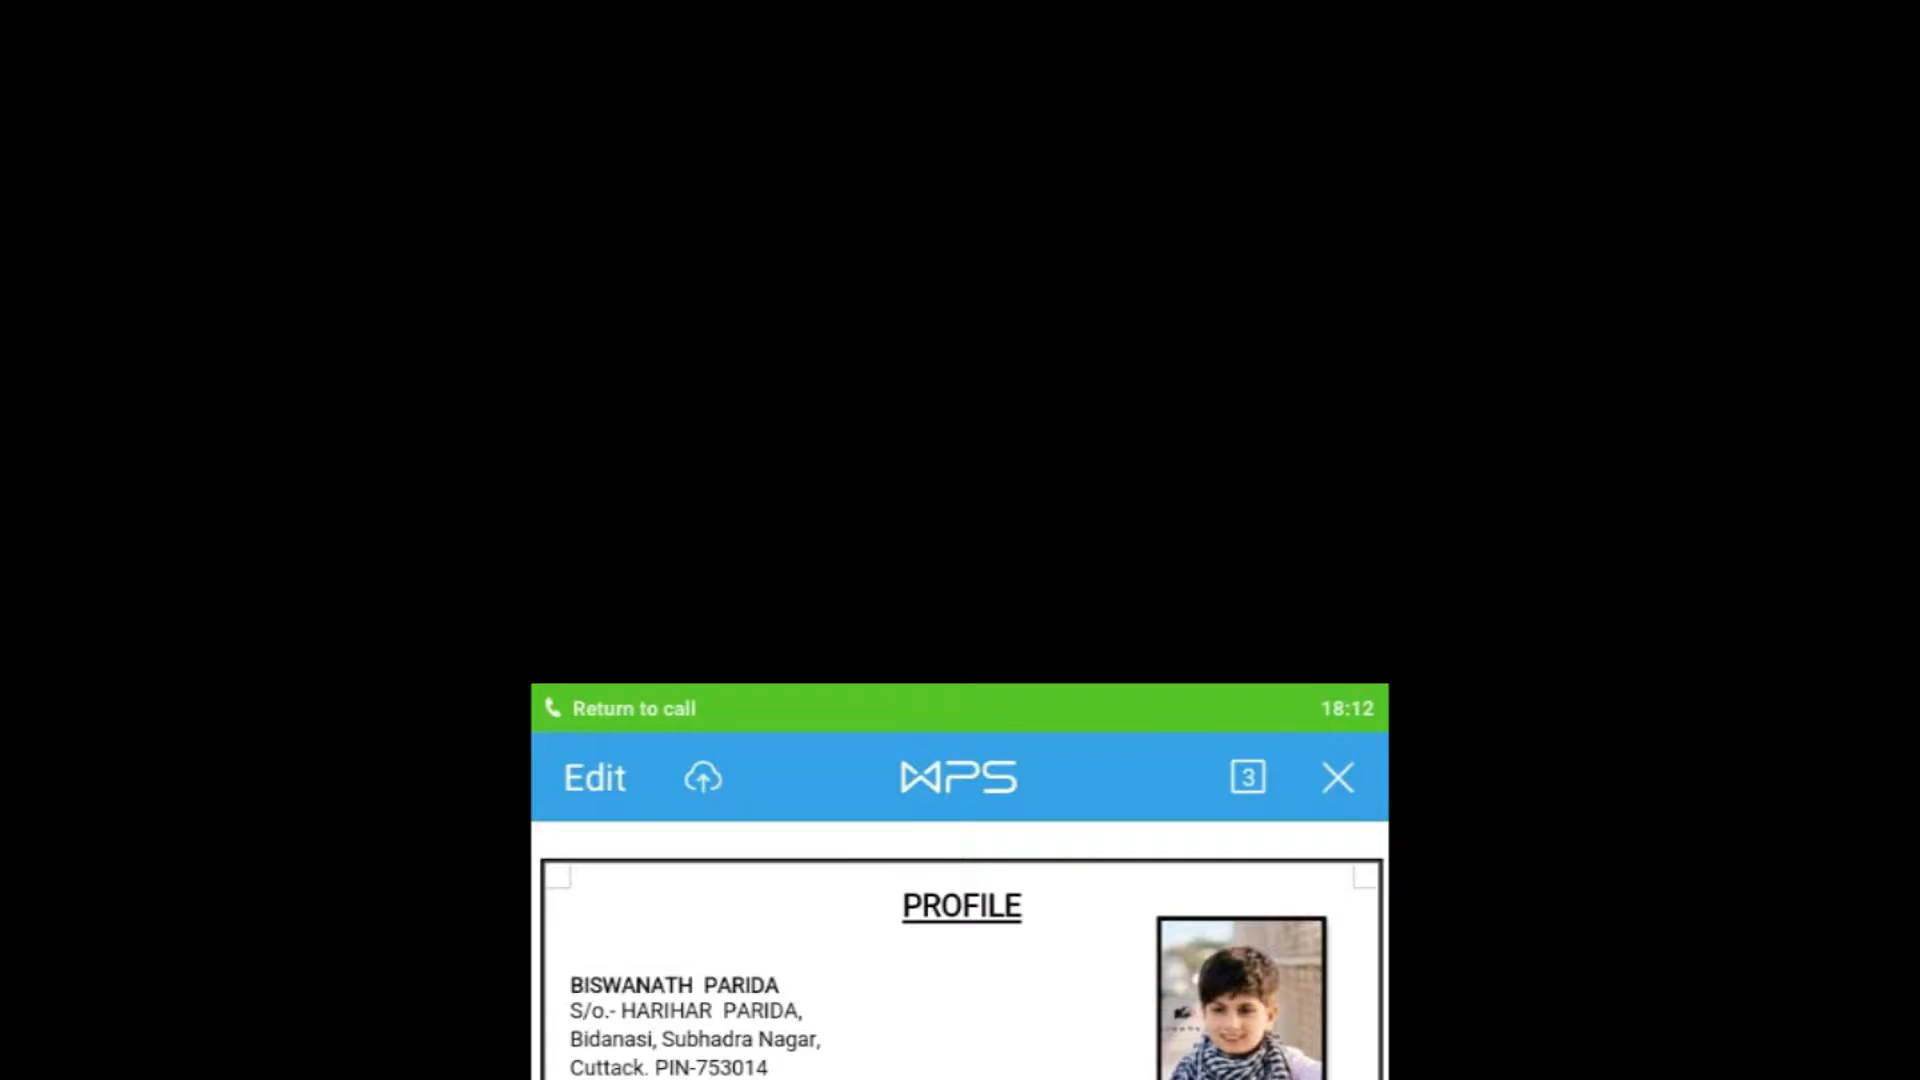 Return to call 18:12
Edit WPS 3
PROFILE
BISWANATH PARIDA
S/o.- HARIHAR PARIDA,
Bidanasi, Subhadra Nagar,
Cuttack. PIN-753014